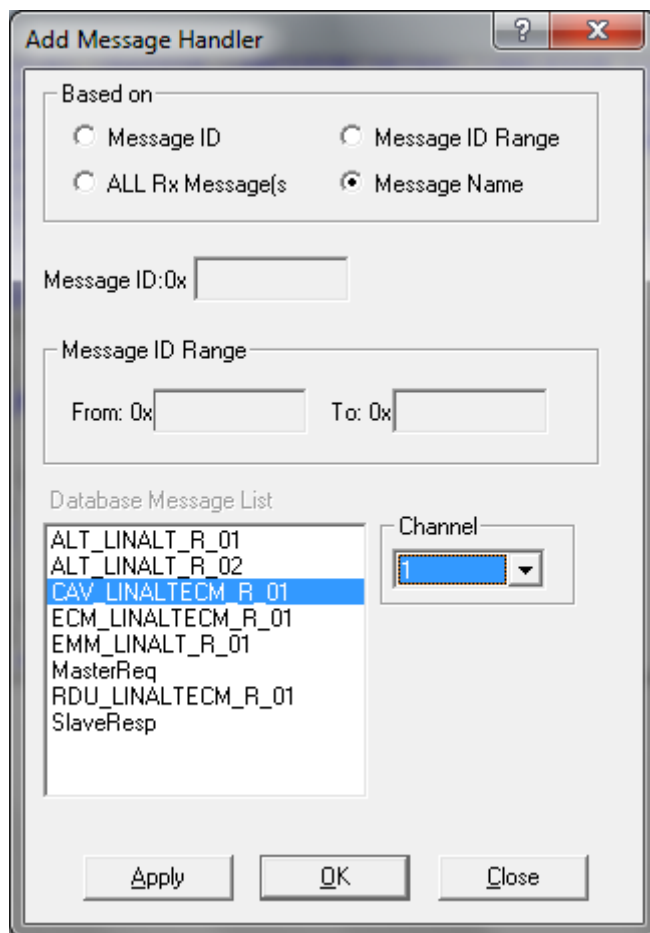 Add Message Handler ?
Based on
Message ID Message ID Range
ALL Rx Message(s Message Name
Message ID:0x
Message ID Range
From: 0x To: 0x
Database Message List
Channel
1
ALT_LINALT_R_01
ALT_LINALT_R_02
CAV_LINALTECM_R_01
ECM_LINALTECM_R_01
EMM_LINALT_R_01
MasterReq
RDU_LINALTECM_R_01
SlaveResp
Apply OK Close